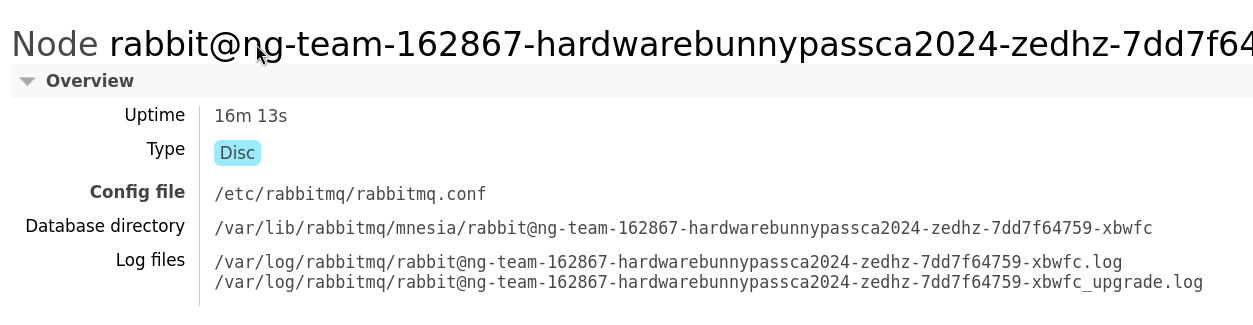 Node rabbit@ng-team-162867-hardwarebunnypassca2024-zedhz-7dd7f64
Overview
Uptime 16m 13s
Type Disc
Config file /etc/rabbitmq/rabbitmq.conf
Database directory /var/lib/rabbitmq/mnesia/rabbit@ng-team-162867-hardwarebunnypassca2024-zedhz-7dd7f64759-xbwfc
Log files /var/log/rabbitmq/rabbit@ng-team-162867-hardwarebunnypassca2024-zedhz-7dd7f64759-xbwfc.log
/var/log/rabbitmq/rabbit@ng-team-162867-hardwarebunnypassca2024-zedhz-7dd7f64759-xbwfc_upgrade.log